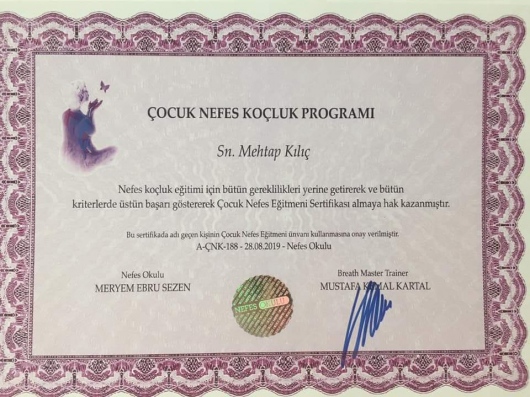 ÇOCUK NEFES KOÇLUK PROGRAMI
Sn. Mehtap Kılıç
Nefes koçluk eğitimi için bütün gereklilikleri yerine getirerek ve bütün
kriterlerde üstün başarı göstererek Çocuk Nefes Eğitmeni Sertifikası almaya hak kazanmıştır.
Bu sertifikada adı geçen kişinin Çocuk Nefes Eğitmeni ünvanı kullanmasına onay verilmiştir.
A-ÇNK-188 - 28.08.2019 - Nefes Okulu
Nefes Okulu
MERYEM EBRU SEZEN
NEFES OKULU
Breath Master Trainer
MUSTAFA KEMAL KARTAL